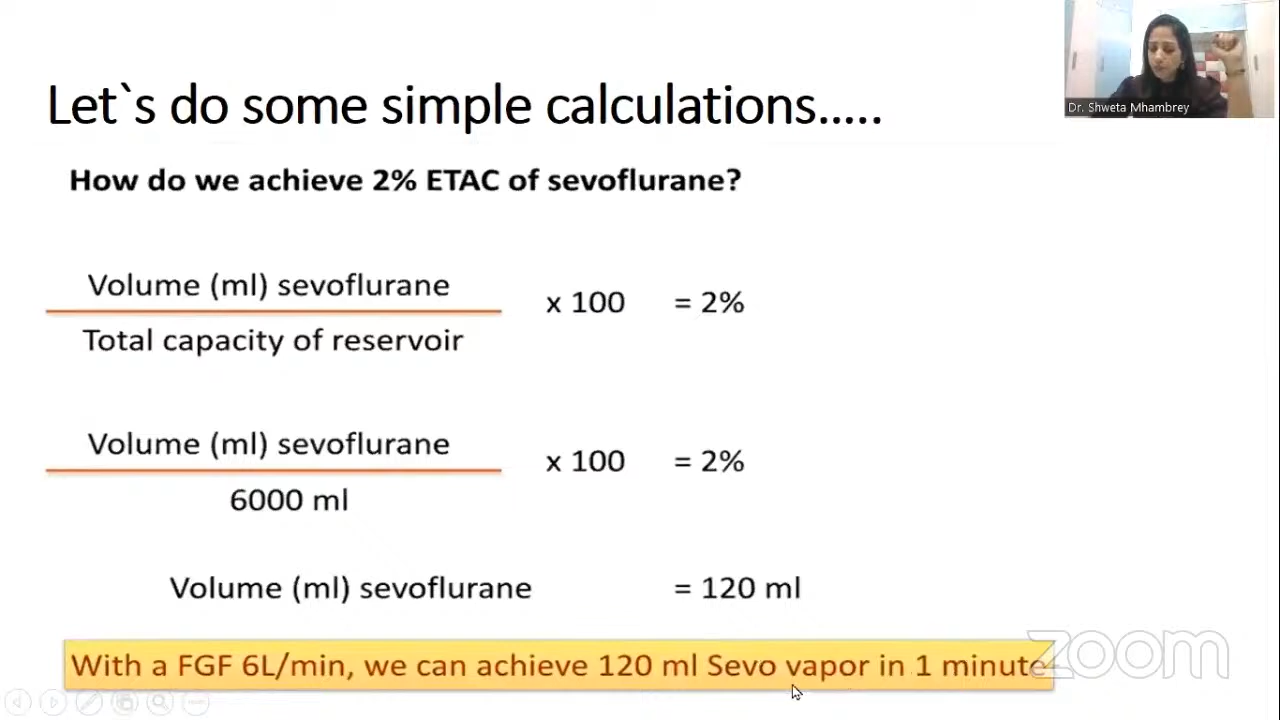 Let`s do some simple calculations.....
Dr. Shweta Mhambrey
How do we achieve 2% ETAC of sevoflurane?
Volume (ml) sevoflurane
x 100 = 2%
Total capacity of reservoir
Volume (ml) sevoflurane
x 100 = 2%
6000 ml
Volume (ml) sevoflurane = 120 ml
With a FGF 6L/min, we can achieve 120 ml Sevo vapor in 1 minute
zoom